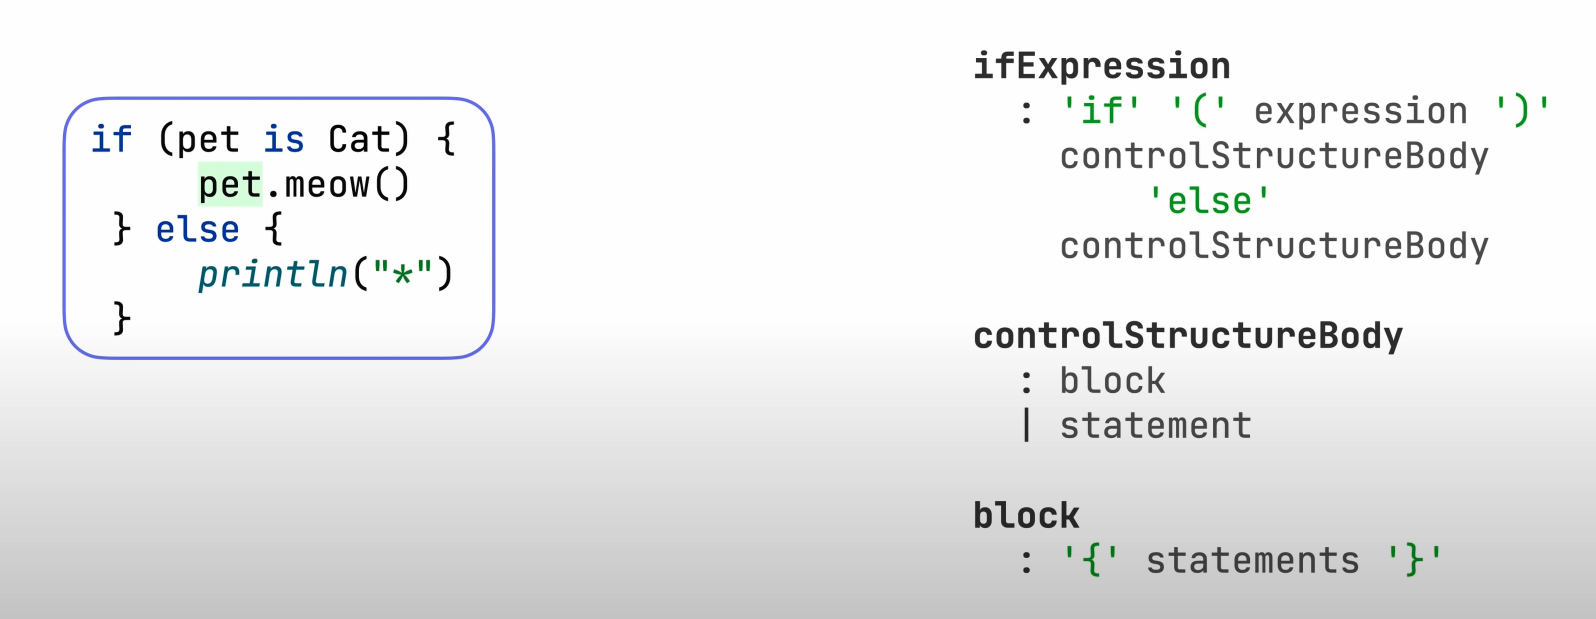 if (pet is Cat) {
pet.meow()
} else {
println("*")
}
ifExpression
: 'if' '(' expression ')'
controlStructureBody
'else'
controlStructureBody
controlStructureBody
: block
| statement
block
: '{' statements '}'